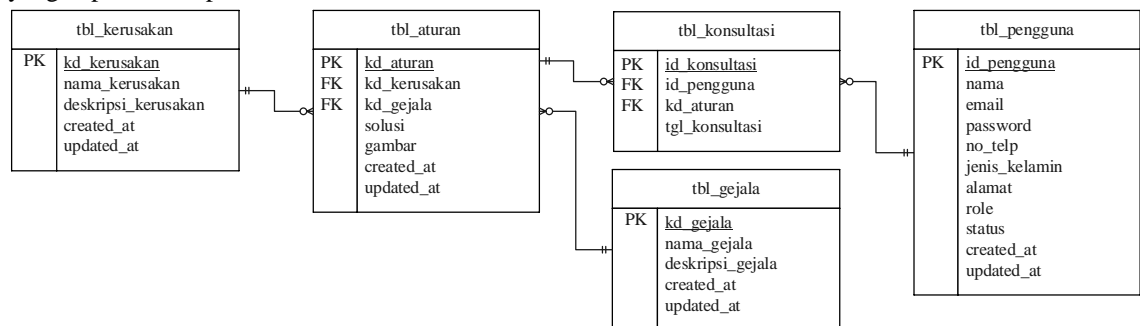 tbl_kerusakan
PK kd_kerusakan
nama_kerusakan
deskripsi_kerusakan
created_at
updated_at
tbl_aturan
PK kd_aturan
FK kd_kerusakan
FK kd_gejala
solusi
gambar
created_at
updated_at
tbl_konsultasi
PK id_konsultasi
FK id_pengguna
FK kd_aturan
tgl_konsultasi
tbl_gejala
PK kd_gejala
nama_gejala
deskripsi_gejala
created_at
updated_at
tbl_pengguna
PK id_pengguna
nama
email
password
no_telp
jenis_kelamin
alamat
role
status
created_at
updated_at